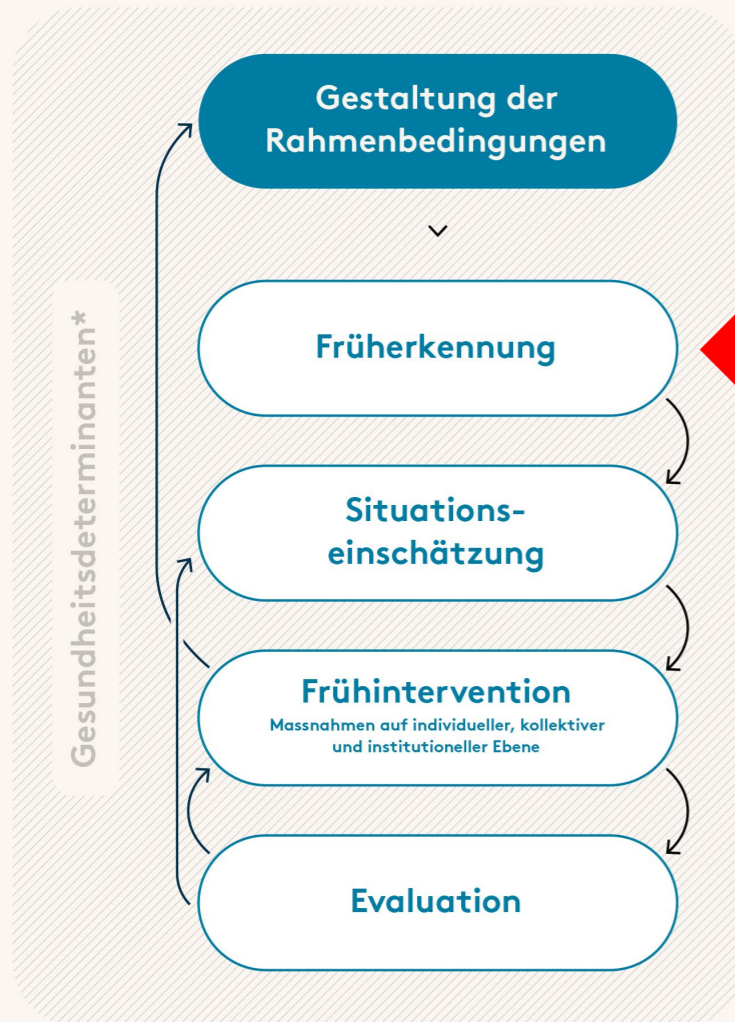 Gestaltung der
Rahmenbedingungen
Gesundheitsdeterminanten*
Früherkennung
Situations-
einschätzung
Frühintervention
Massnahmen auf individueller, kollektiver
und institutioneller Ebene
Evaluation